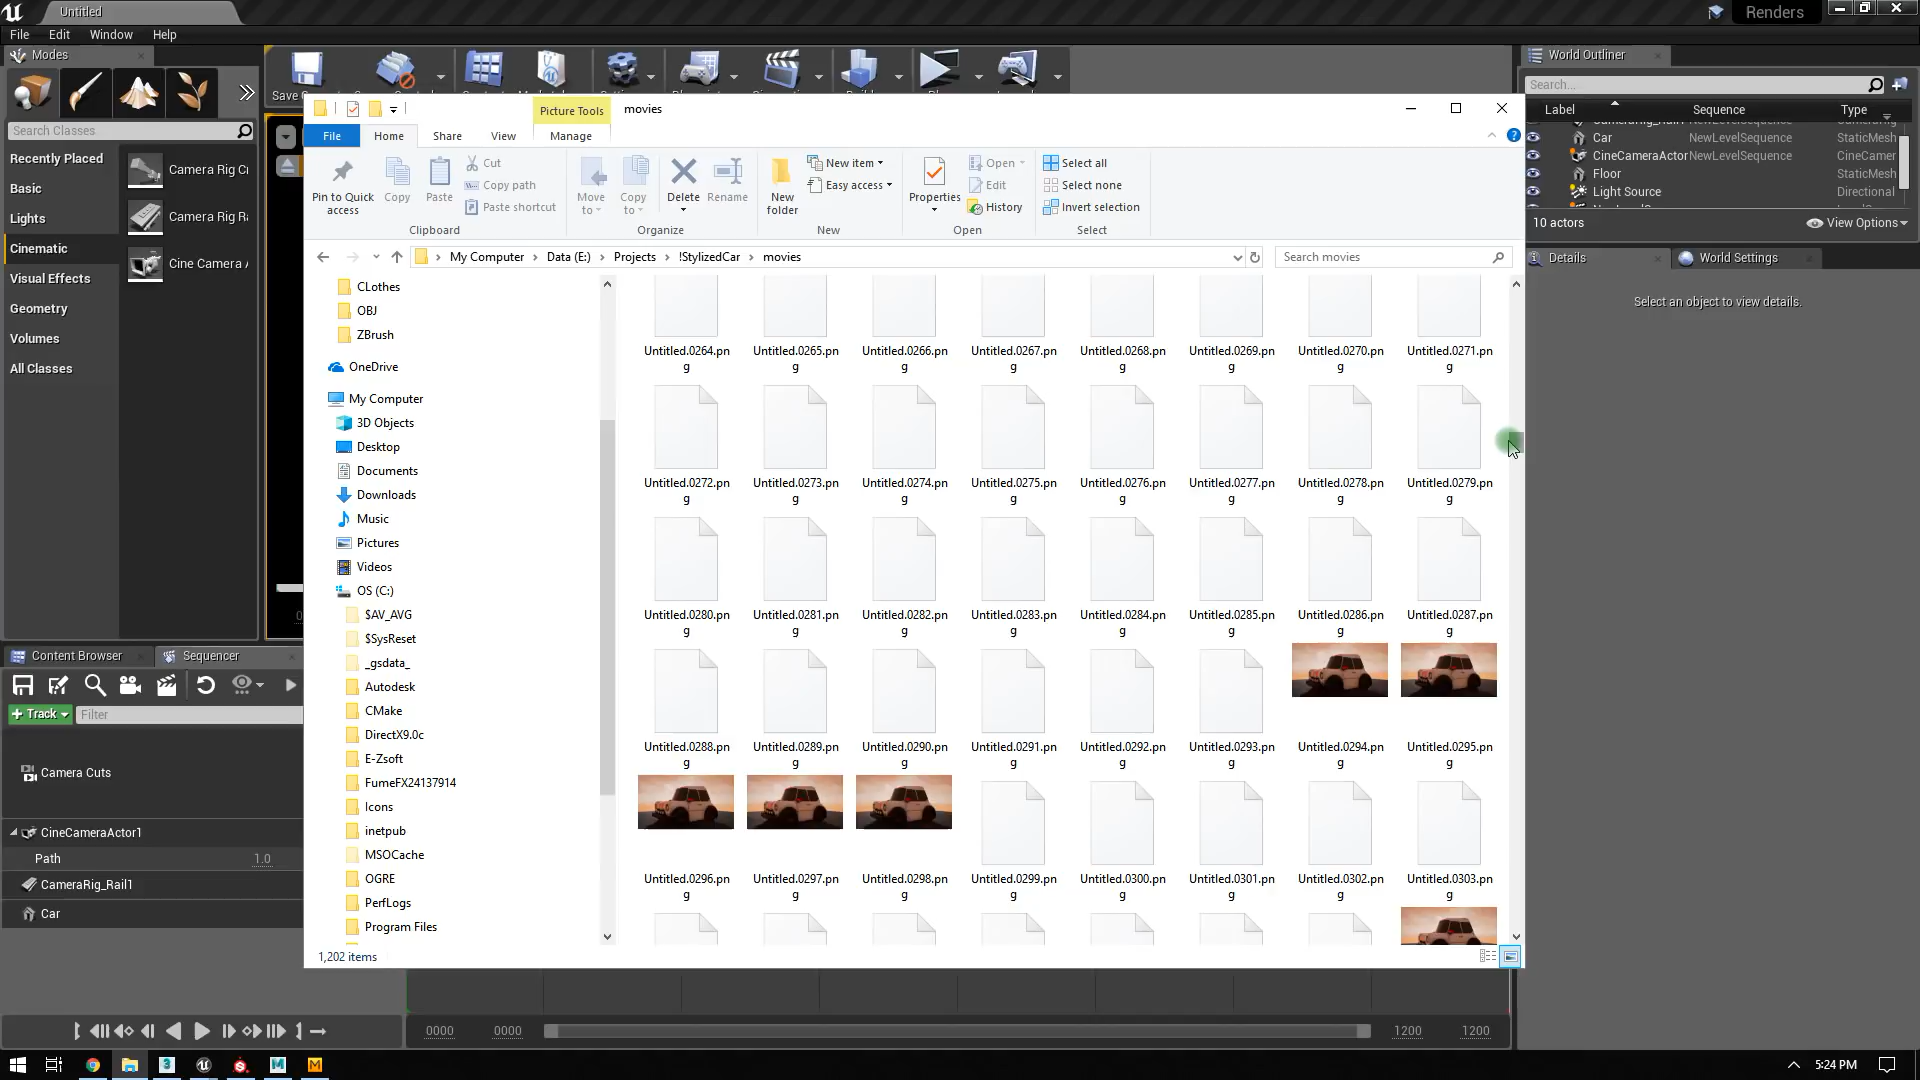 Untitled
Renders
File Edit Window Help
Modes
Search Classes
Recently Placed
Basic
Lights
Cinematic
Visual Effects
Geometry
Volumes
All Classes
Camera Rig
Camera Rig
Cine Camera
Save
Picture Tools movies
File Home Share View Manage
Pin to Quick access
Copy
Paste
Cut
Copy path
Paste shortcut
Clipboard
Move to
Copy to
Delete
Rename
Organize
New folder
New item
Easy access
New
Properties
Open
Edit
History
Open
Select all
Select none
Invert selection
Select
My Computer > Data (E:) > Projects > !StylizedCar > movies
Search movies
CLothes
OBJ
ZBrush
OneDrive
My Computer
3D Objects
Desktop
Documents
Downloads
Music
Pictures
Videos
OS (C:)
$AV_AVG
$SysReset
_gsdata_
Autodesk
CMake
DirectX9.0c
E-Zsoft
FumeFX24137914
Icons
inetpub
MSOCache
OGRE
PerfLogs
Program Files
Untitled.0264.png Untitled.0265.png Untitled.0266.png Untitled.0267.png Untitled.0268.png Untitled.0269.png Untitled.0270.png Untitled.0271.png
Untitled.0272.png Untitled.0273.png Untitled.0274.png Untitled.0275.png Untitled.0276.png Untitled.0277.png Untitled.0278.png Untitled.0279.png
Untitled.0280.png Untitled.0281.png Untitled.0282.png Untitled.0283.png Untitled.0284.png Untitled.0285.png Untitled.0286.png Untitled.0287.png
Untitled.0288.png Untitled.0289.png Untitled.0290.png Untitled.0291.png Untitled.0292.png Untitled.0293.png Untitled.0294.png Untitled.0295.png
Untitled.0296.png Untitled.0297.png Untitled.0298.png Untitled.0299.png Untitled.0300.png Untitled.0301.png Untitled.0302.png Untitled.0303.png
1,202 items
World Outliner
Search...
Label Sequence Type
Car NewLevelSequence StaticMesh
CineCameraActor NewLevelSequence CineCamer
Floor StaticMesh
Light Source Directional
10 actors
View Options
Details World Settings
Select an object to view details.
Content Browser Sequencer
Track Filter
Camera Cuts
CineCameraActor1
Path 1.0
CameraRig_Rail1
Car
0000 0000 1200 1200
5:24 PM